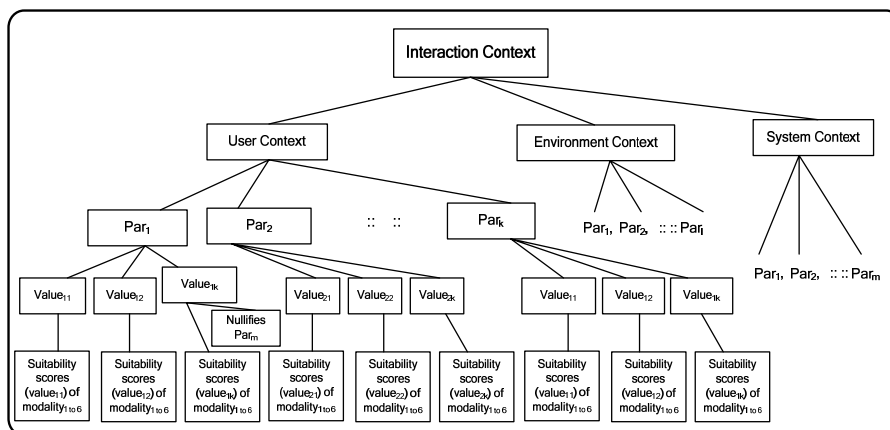 Interaction Context
User Context
Environment Context
System Context
Par1
Par2
:: ::
Park
Par1, Par2, :: :: Parl
Par1, Par2, :: :: Parm
Value11
Value12
Value1k
Value21
Value22
Value2k
Value11
Value12
Value1k
Nullifies
Parm
Suitability
scores
(value11) of
modality1 to 6
Suitability
scores
(value12) of
modality1 to 6
Suitability
scores
(value1k) of
modality1 to 6
Suitability
scores
(value21) of
modality1 to 6
Suitability
scores
(value22) of
modality1 to 6
Suitability
scores
(value2k) of
modality1 to 6
Suitability
scores
(value11) of
modality1 to 6
Suitability
scores
(value12) of
modality1 to 6
Suitability
scores
(value1k) of
modality1 to 6